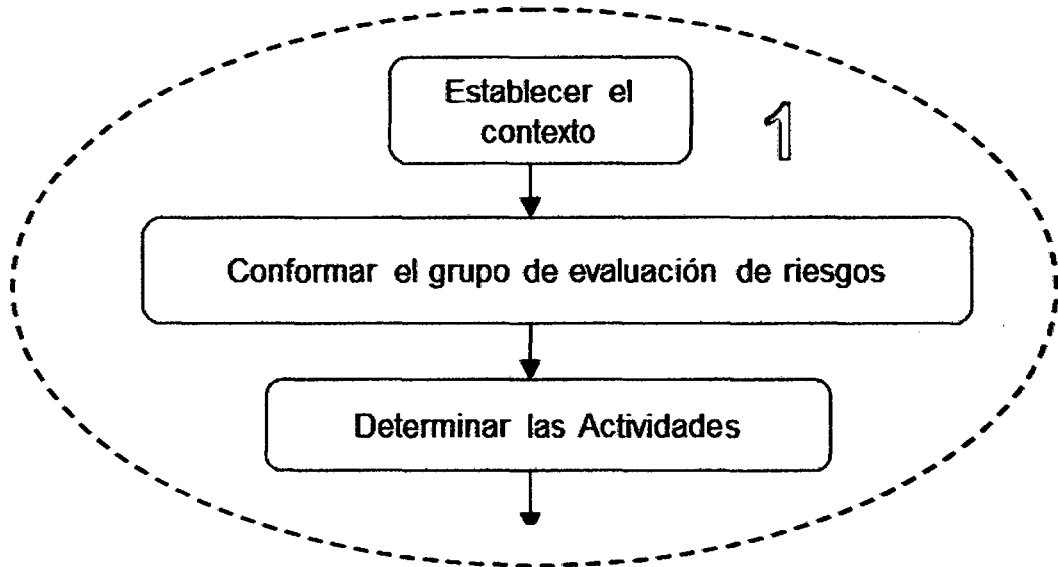 Establecer el
contexto
1
Conformar el grupo de evaluación de riesgos
Determinar las Actividades